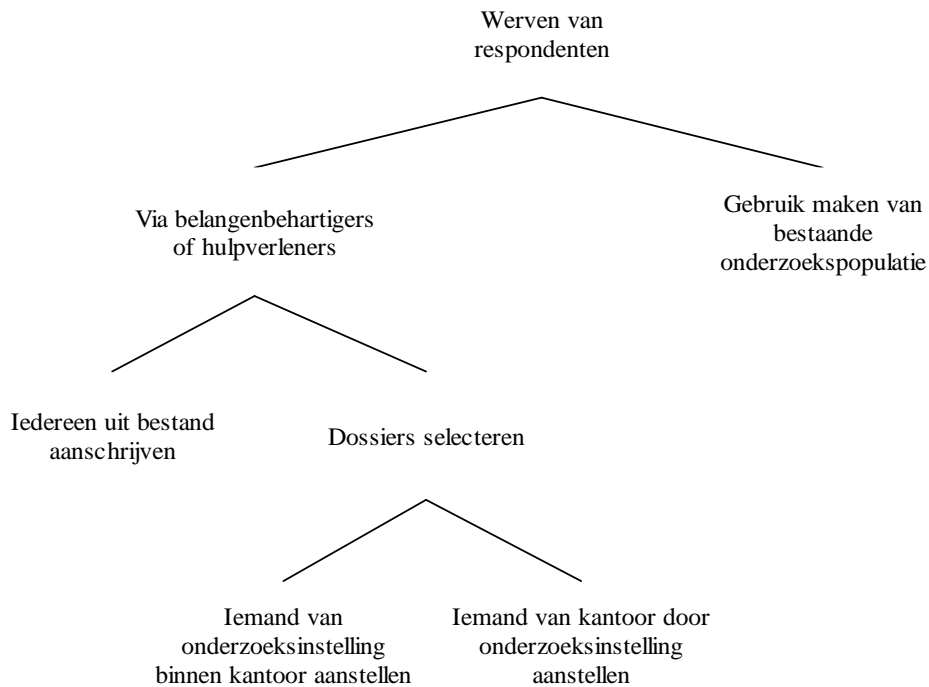 Werven van
respondenten
Via belangenbehartigers
of hulpverleners
Gebruik maken van
bestaande
onderzoekspopulatie
Iedereen uit bestand
aanschrijven
Dossiers selecteren
Iemand van
onderzoeksinstelling
binnen kantoor aanstellen
Iemand van kantoor door
onderzoeksinstelling
aanstellen